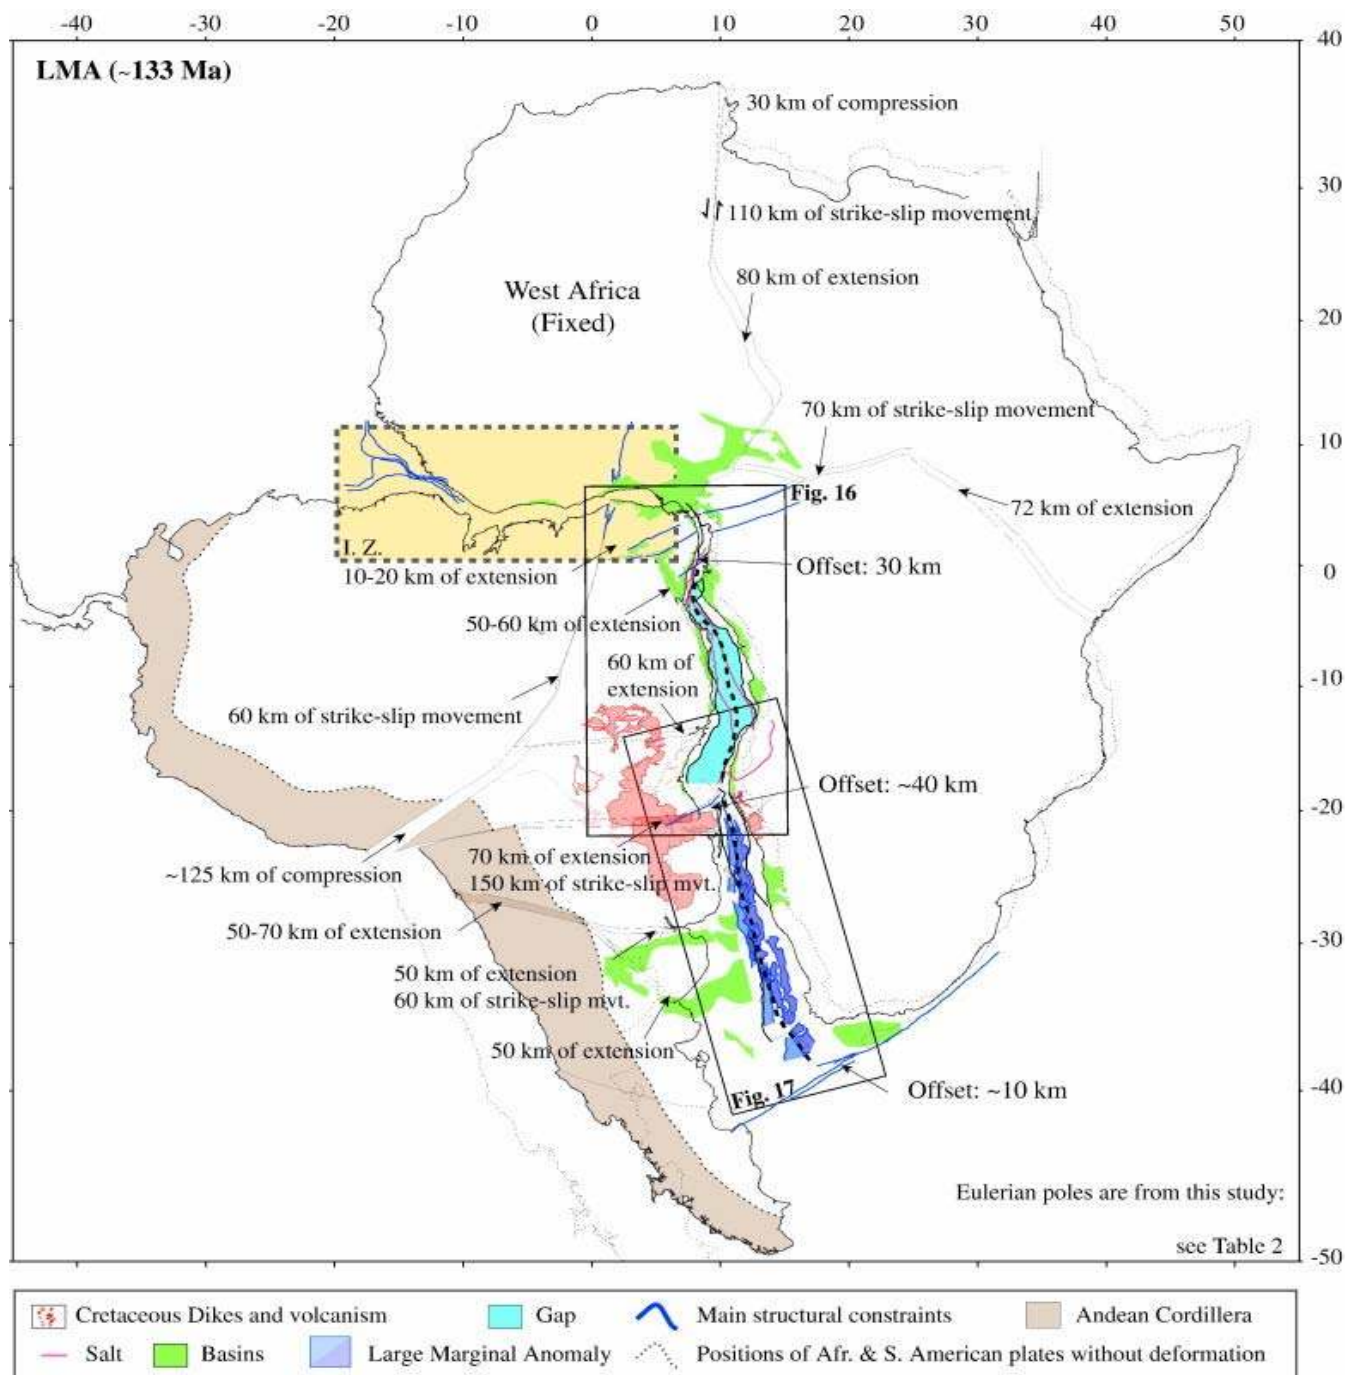 -40 -30 -20 -10 0 10 20 30 40 50
40
LMA (~133 Ma)
30 km of compression
30
110 km of strike-slip movement
80 km of extension
West Africa
(Fixed)
20
70 km of strike-slip movement
10
Fig. 16
72 km of extension
I. Z.
Offset: 30 km
0
10-20 km of extension
50-60 km of extension
60 km of
extension
-10
60 km of strike-slip movement
Offset: ~40 km
-20
70 km of extension
~125 km of compression
150 km of strike-slip mvt.
50-70 km of extension
-30
50 km of extension
60 km of strike-slip mvt.
50 km of extension
Fig. 17
Offset: ~10 km
-40
Eulerian poles are from this study:
see Table 2
-50
Cretaceous Dikes and volcanism Gap Main structural constraints Andean Cordillera
Salt Basins Large Marginal Anomaly Positions of Afr. & S. American plates without deformation